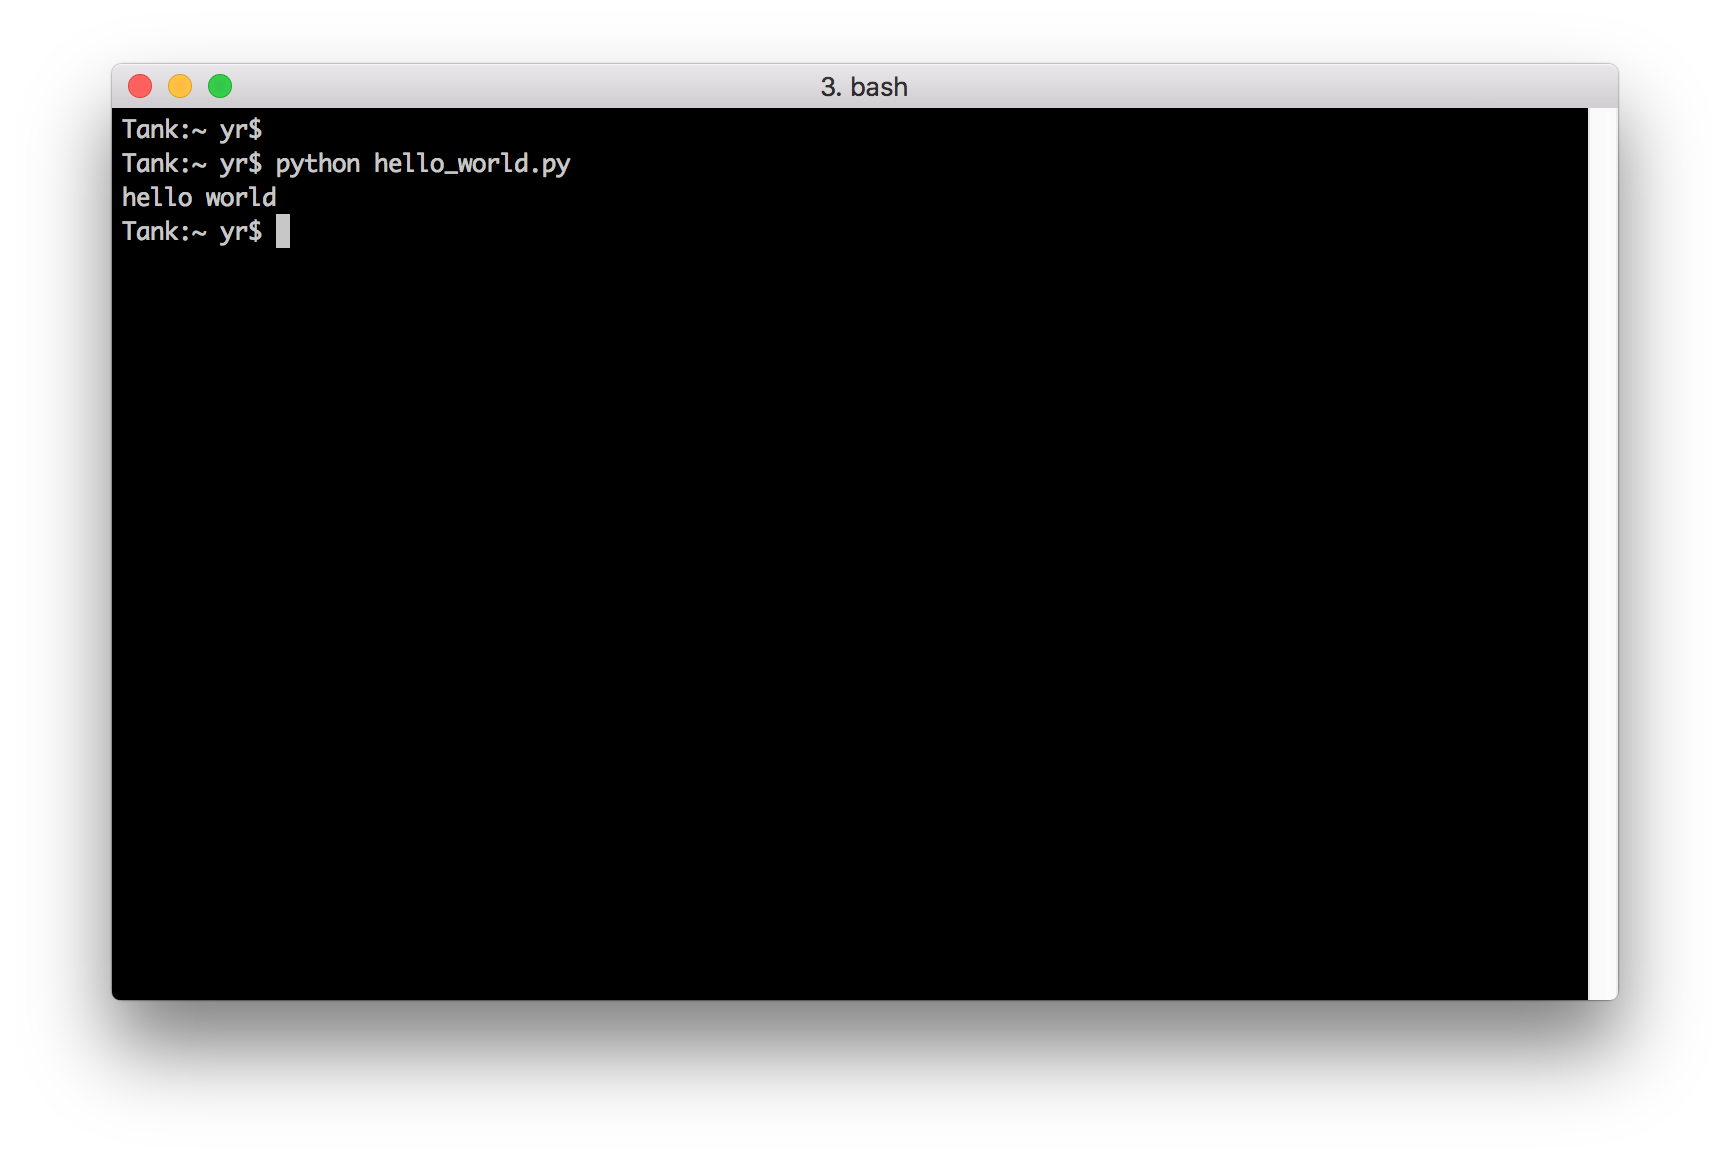 3. bash
Tank:~ yr$
Tank:~ yr$ python hello_world.py
hello world
Tank:~ yr$